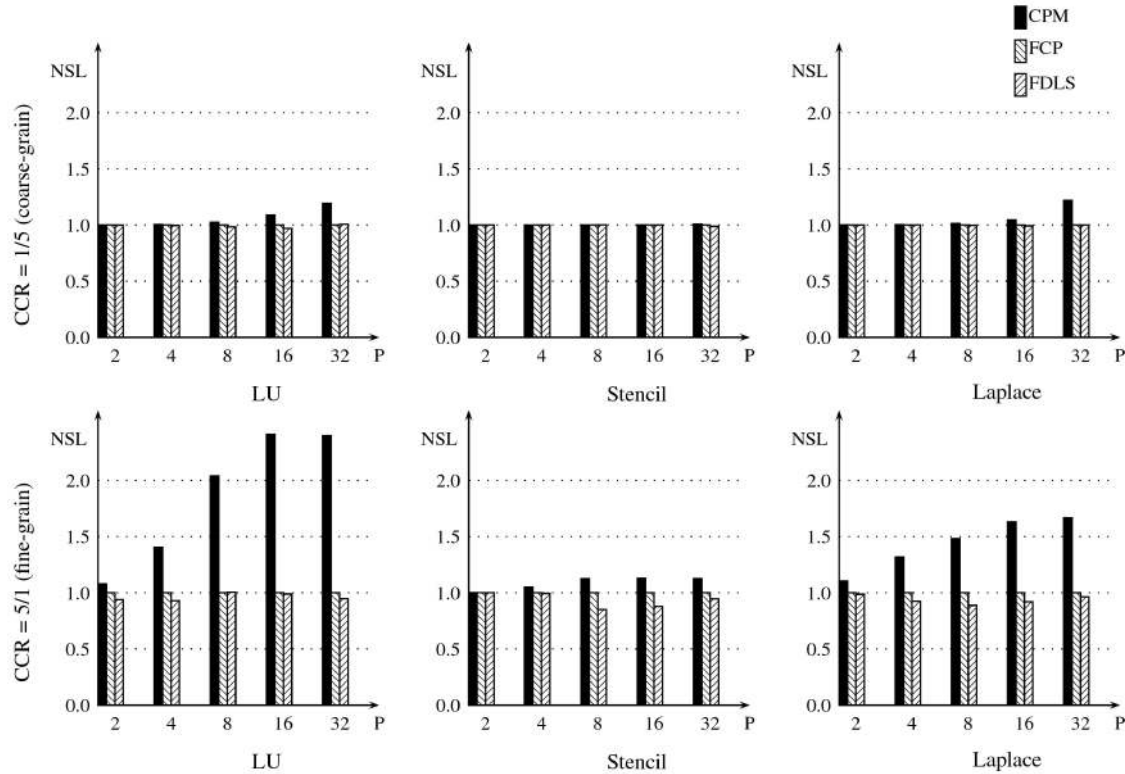 CPM
FCP
FDLS
NSL
NSL
NSL
2.0
2.0
2.0
1.5
1.5
1.5
1.0
1.0
1.0
0.5
0.5
0.5
0.0
0.0
0.0
CCR = 1/5 (coarse-grain)
2 4 8 16 32 P
2 4 8 16 32 P
2 4 8 16 32 P
LU
Stencil
Laplace
NSL
NSL
NSL
2.0
2.0
2.0
1.5
1.5
1.5
1.0
1.0
1.0
0.5
0.5
0.5
0.0
0.0
0.0
CCR = 5/1 (fine-grain)
2 4 8 16 32 P
2 4 8 16 32 P
2 4 8 16 32 P
LU
Stencil
Laplace